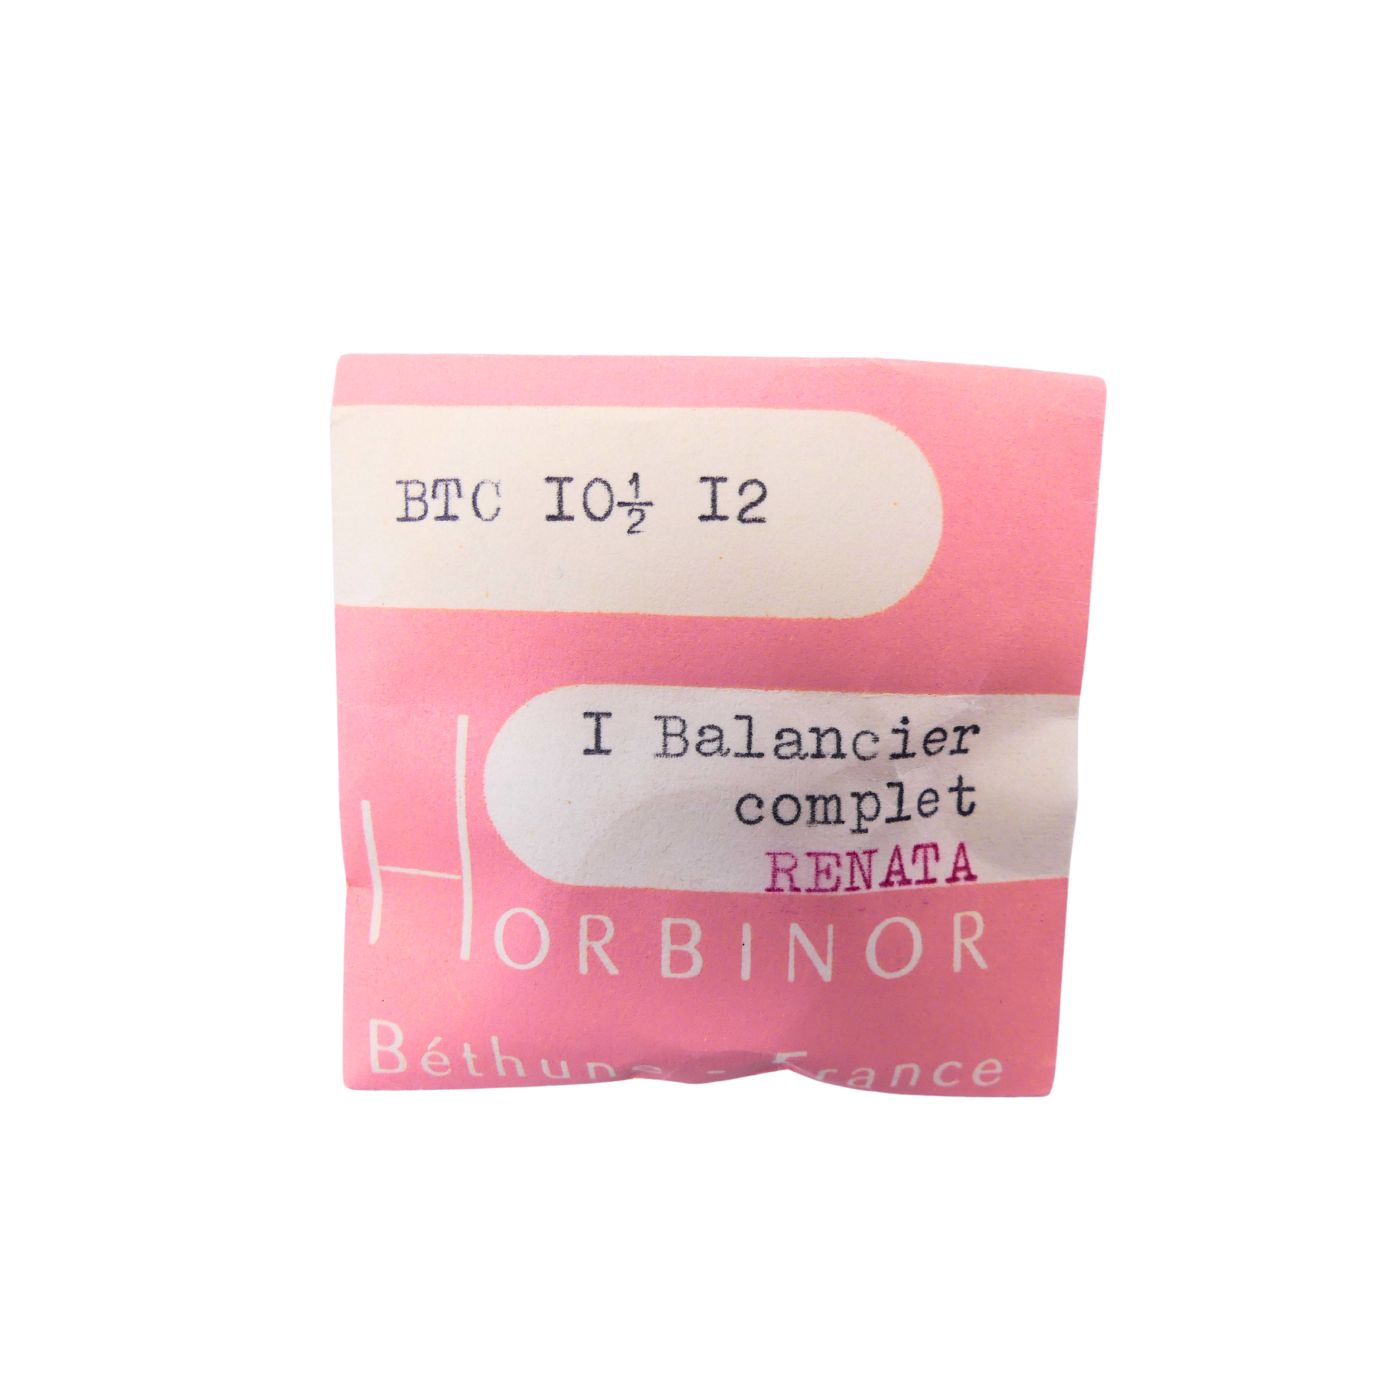 BTC IO½ I2
I Balancier
complet
RENATA
HORBINOR
Béthune - France